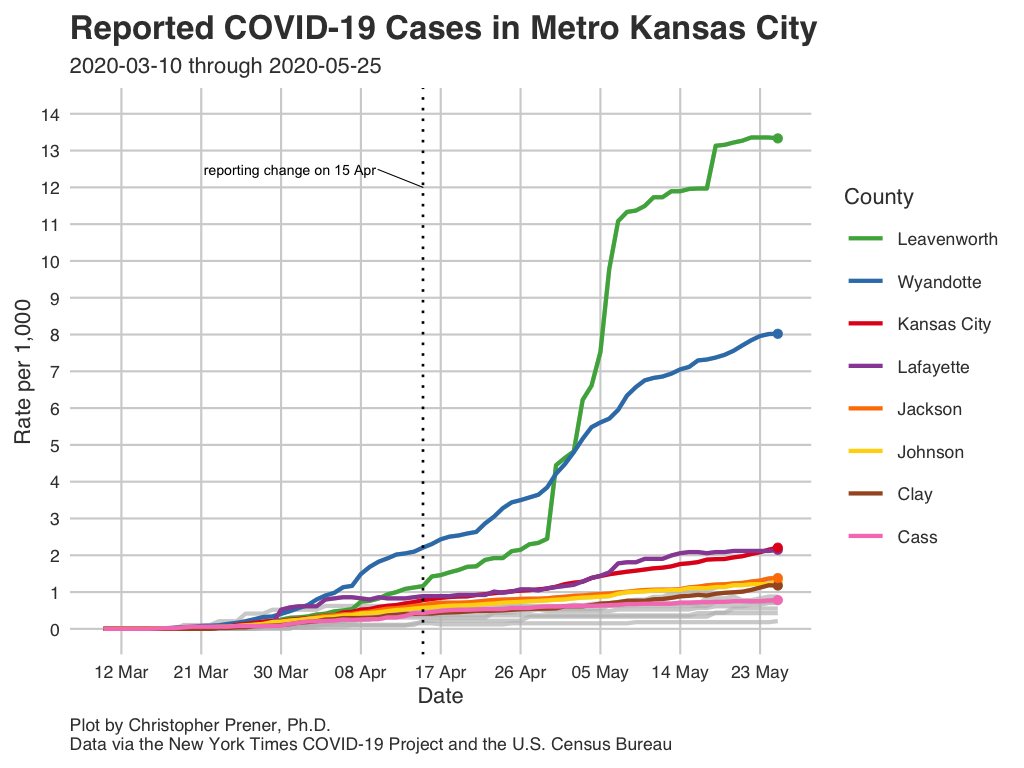 Reported COVID-19 Cases in Metro Kansas City
2020-03-10 through 2020-05-25
14
13
12
11
10
9
8
7
6
5
4
3
2
1
0
Rate per 1,000
reporting change on 15 Apr
12 Mar
21 Mar
30 Mar
08 Apr
17 Apr
26 Apr
05 May
14 May
23 May
Date
County
Leavenworth
Wyandotte
Kansas City
Lafayette
Jackson
Johnson
Clay
Cass
Plot by Christopher Prener, Ph.D.
Data via the New York Times COVID-19 Project and the U.S. Census Bureau